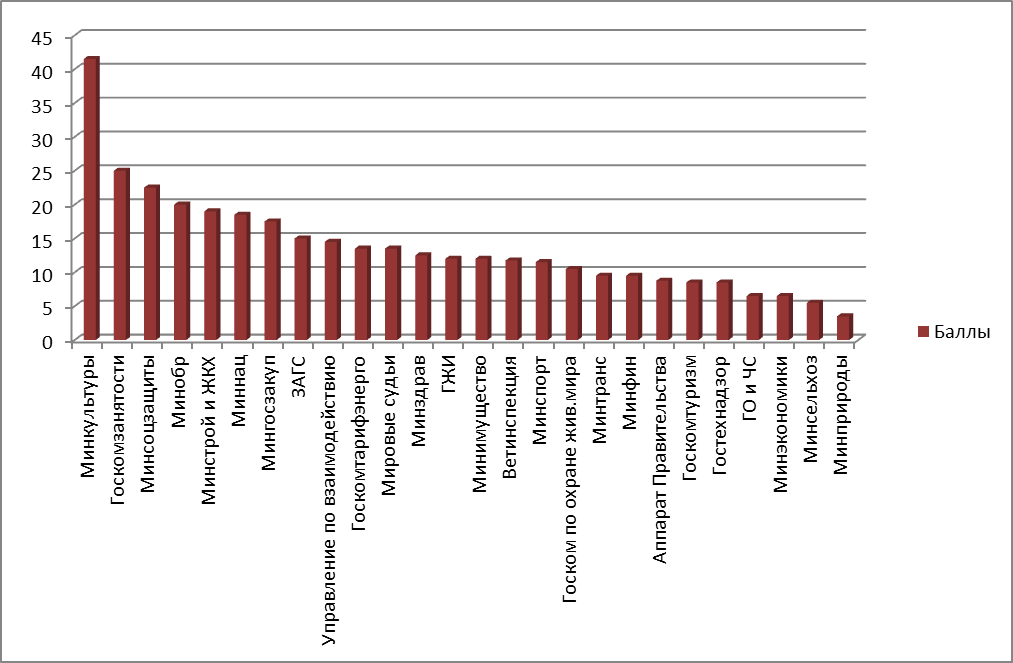 45
40
35
30
25
20
15
10
5
0
Минкультуры
Госкомзанятости
Минсоцзащиты
Минобр
Минстрой и ЖКХ
Миннац
Мингосзакуп
ЗАГС
Управление по взаимодействию
Госкомтарифэнерго
Мировые судьи
Минздрав
ГЖИ
Минимущество
Ветинспекция
Минспорт
Госком по охране жив.мира
Минтранс
Минфин
Аппарат Правительства
Госкомтуризм
Гостехнадзор
ГО и ЧС
Минэкономики
Минсельхоз
Минприроды
Баллы